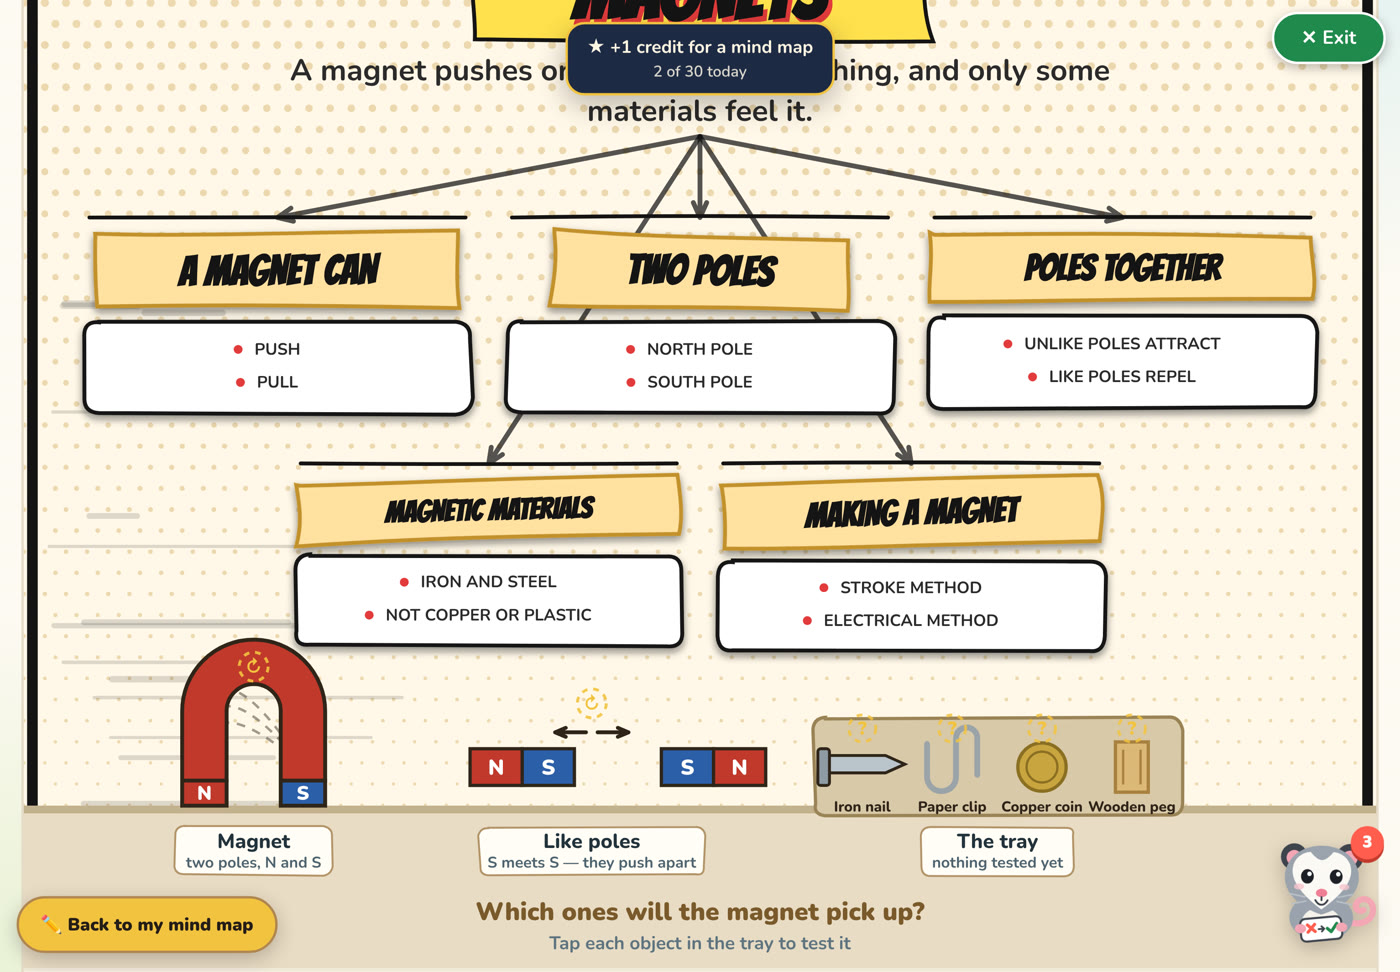 MAGNETS
★ +1 credit for a mind map
2 of 30 today
✕ Exit
A magnet pushes or hing, and only some
materials feel it.
A MAGNET CAN
PUSH
PULL
TWO POLES
NORTH POLE
SOUTH POLE
POLES TOGETHER
UNLIKE POLES ATTRACT
LIKE POLES REPEL
MAGNETIC MATERIALS
IRON AND STEEL
NOT COPPER OR PLASTIC
MAKING A MAGNET
STROKE METHOD
ELECTRICAL METHOD
N S
N S S N
? ? ? ?
Iron nail Paper clip Copper coin Wooden peg
Magnet
two poles, N and S
Like poles
S meets S — they push apart
The tray
nothing tested yet
3
Back to my mind map
Which ones will the magnet pick up?
Tap each object in the tray to test it